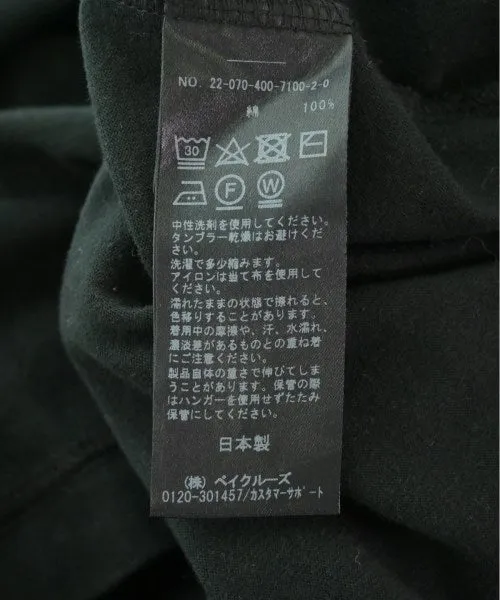 NO. 22-070-400-7100-2-0
綿 100%
30
F W
中性洗剤を使用してください。
タンブラー乾燥はお避けくださ
い。
洗濯で多少縮みます。
アイロンは当て布を使用して
ください。
濡れたままの状態で擦れると、
色移りすることがあります。
着用中の摩擦や、汗、水濡れ、
濃淡差があるものとの重ね着
にご注意ください。
製品自体の重さで伸びてしま
うことがあります。保管の際
はハンガーを使用せずたたみ
保管にしてください。
日本製
(株) ベイクルーズ
0120-301457/カスタマーサポート